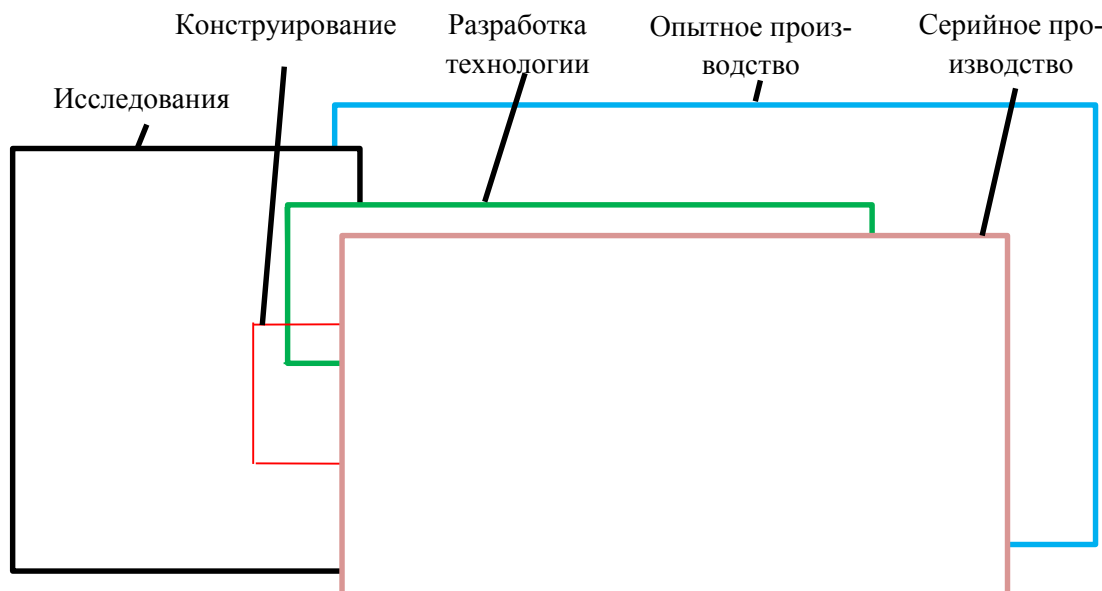 Конструирование
Разработка
технологии
Опытное произ-
водство
Серийное про-
изводство
Исследования